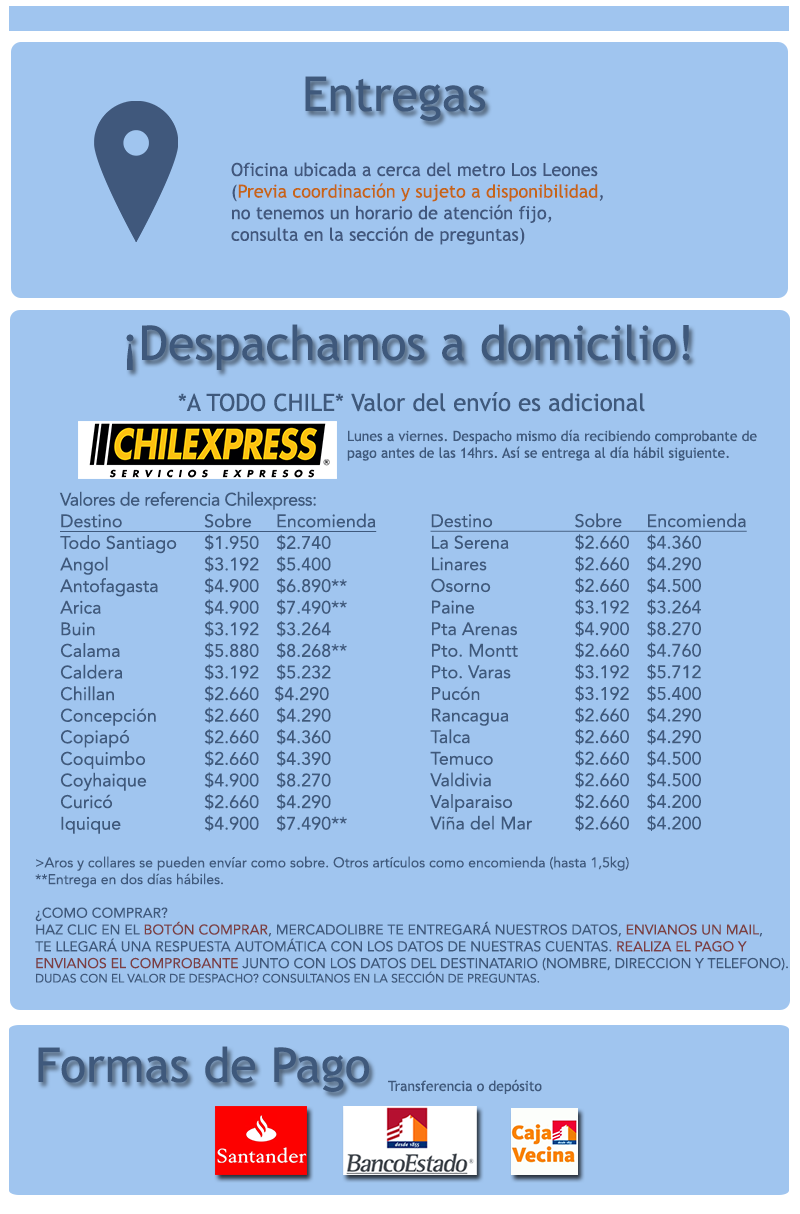 Entregas
Oficina ubicada a cerca del metro Los Leones
(Previa coordinación y sujeto a disponibilidad,
no tenemos un horario de atención fijo,
consulta en la sección de preguntas)
¡Despachamos a domicilio!
*A TODO CHILE* Valor del envío es adicional
CHILEXPRESS®
SERVICIOS EXPRESOS
Lunes a viernes. Despacho mismo día recibiendo comprobante de
pago antes de las 14hrs. Así se entrega al día hábil siguiente.
Valores de referencia Chilexpress:
Destino Sobre Encomienda
Todo Santiago $1.950 $2.740
Angol $3.192 $5.400
Antofagasta $4.900 $6.890**
Arica $4.900 $7.490**
Buin $3.192 $3.264
Calama $5.880 $8.268**
Caldera $3.192 $5.232
Chillan $2.660 $4.290
Concepción $2.660 $4.290
Copiapó $2.660 $4.360
Coquimbo $2.660 $4.390
Coyhaique $4.900 $8.270
Curicó $2.660 $4.290
Iquique $4.900 $7.490**
Destino Sobre Encomienda
La Serena $2.660 $4.360
Linares $2.660 $4.290
Osorno $2.660 $4.500
Paine $3.192 $3.264
Pta Arenas $4.900 $8.270
Pto. Montt $2.660 $4.760
Pto. Varas $3.192 $5.712
Pucón $3.192 $5.400
Rancagua $2.660 $4.290
Talca $2.660 $4.290
Temuco $2.660 $4.500
Valdivia $2.660 $4.500
Valparaiso $2.660 $4.200
Viña del Mar $2.660 $4.200
>Aros y collares se pueden envíar como sobre. Otros artículos como encomienda (hasta 1,5kg)
**Entrega en dos días hábiles.
¿COMO COMPRAR?
HAZ CLIC EN EL BOTÓN COMPRAR, MERCADOLIBRE TE ENTREGARÁ NUESTROS DATOS, ENVIANOS UN MAIL,
TE LLEGARÁ UNA RESPUESTA AUTOMÁTICA CON LOS DATOS DE NUESTRAS CUENTAS. REALIZA EL PAGO Y
ENVIANOS EL COMPROBANTE JUNTO CON LOS DATOS DEL DESTINATARIO (NOMBRE, DIRECCION Y TELEFONO).
DUDAS CON EL VALOR DE DESPACHO? CONSULTANOS EN LA SECCIÓN DE PREGUNTAS.
Formas de Pago
Transferencia o depósito
Santander
desde 1855
BancoEstado®
Caja
desde 1855
Vecina